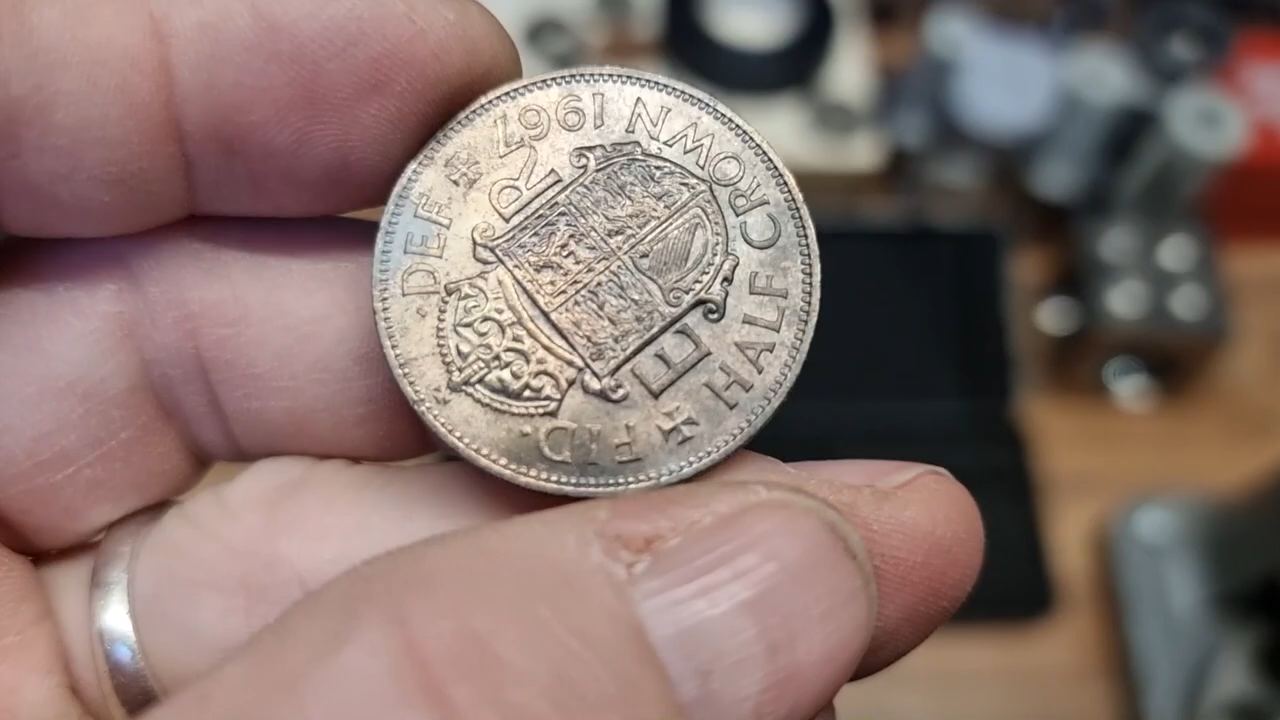 FID. DEF ✠ 1967 HALF CROWN ✠
E R